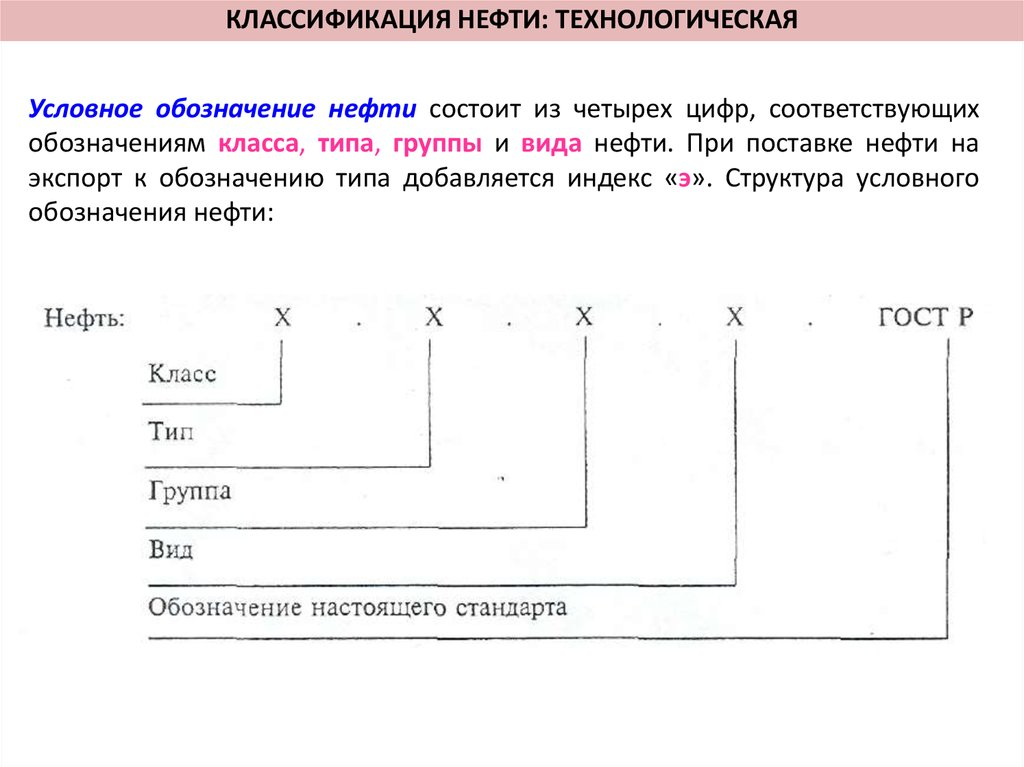 КЛАССИФИКАЦИЯ НЕФТИ: ТЕХНОЛОГИЧЕСКАЯ
Условное обозначение нефти состоит из четырех цифр, соответствующих
обозначениям класса, типа, группы и вида нефти. При поставке нефти на
экспорт к обозначению типа добавляется индекс «э». Структура условного
обозначения нефти:
Нефть: Х . Х . Х . Х . ГОСТ Р
Класс
Тип
Группа
Вид
Обозначение настоящего стандарта